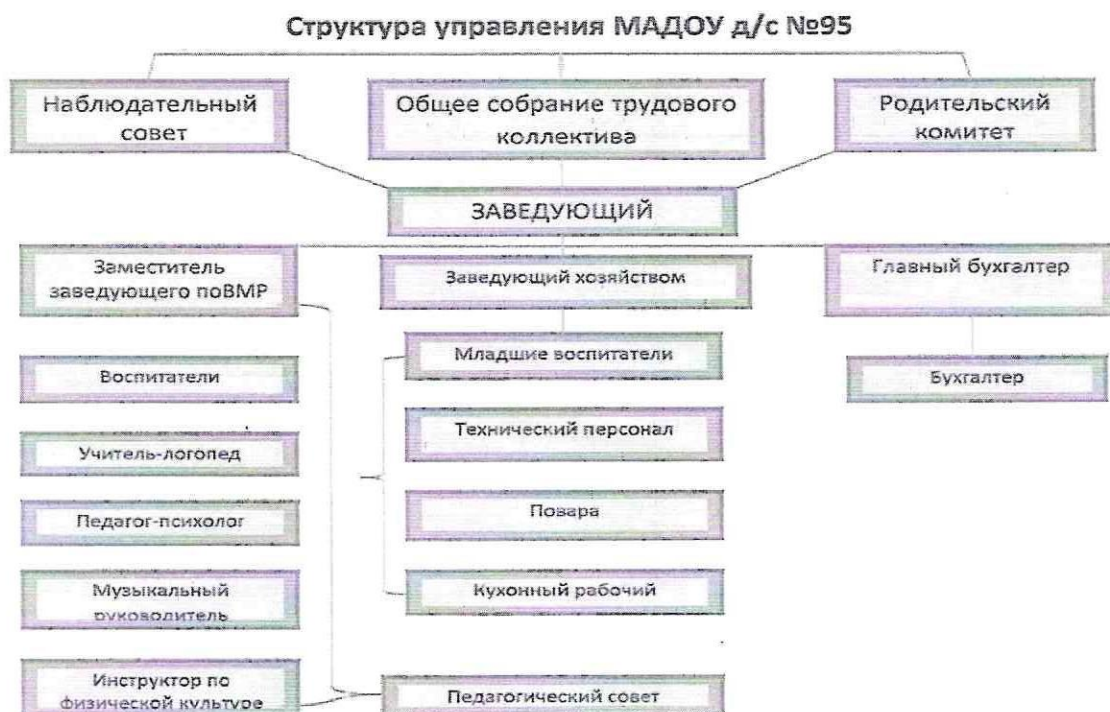 Структура управления МАДОУ д/с №95
Наблюдательный
совет
Общее собрание трудового
коллектива
Родительский
комитет
ЗАВЕДУЮЩИЙ
Заместитель
заведующего поВМР
Заведующий хозяйством
Главный бухгалтер
Воспитатели
Учитель-логопед
Педагог-психолог
Музыкальный
руководитель
Инструктор по
физической культуре
Младшие воспитатели
Технический персонал
Повара
Кухонный рабочий
Педагогический совет
Бухгалтер